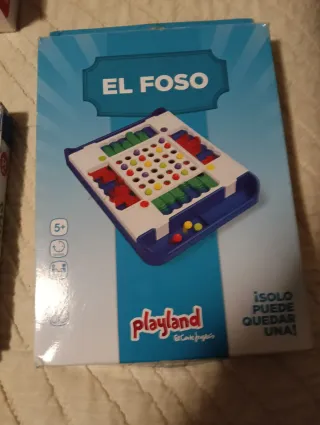 EL FOSO
5+
playland
El Corte Inglés
¡SOLO
PUEDE
QUEDAR
UNA!